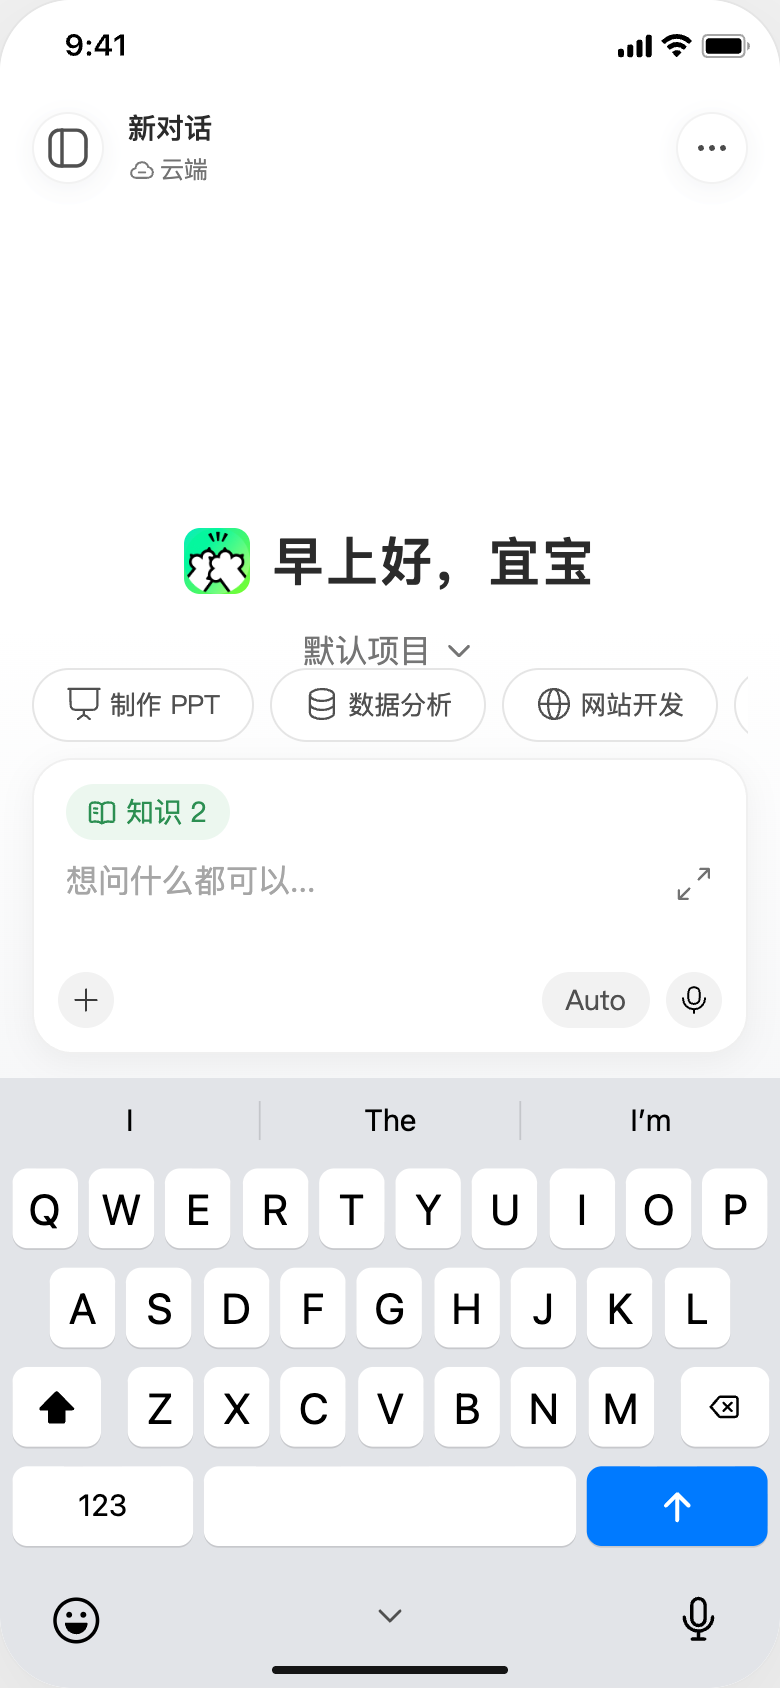 9:41
新对话
云端
早上好，宜宝
默认项目
制作 PPT
数据分析
网站开发
知识 2
想问什么都可以...
Auto
I The I'm
Q W E R T Y U I O P
A S D F G H J K L
Z X C V B N M
123